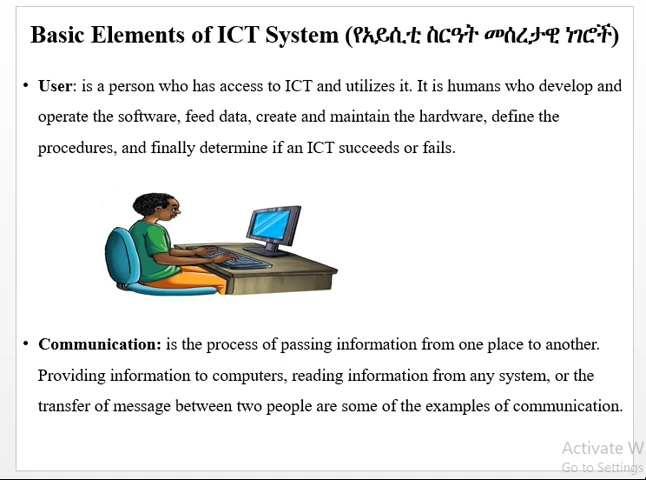 Basic Elements of ICT System (የአይሲቲ ስርዓት መሰረታዊ ነገሮች)
• User: is a person who has access to ICT and utilizes it. It is humans who develop and
operate the software, feed data, create and maintain the hardware, define the
procedures, and finally determine if an ICT succeeds or fails.
• Communication: is the process of passing information from one place to another.
Providing information to computers, reading information from any system, or the
transfer of message between two people are some of the examples of communication.
Activate W
Go to Settings